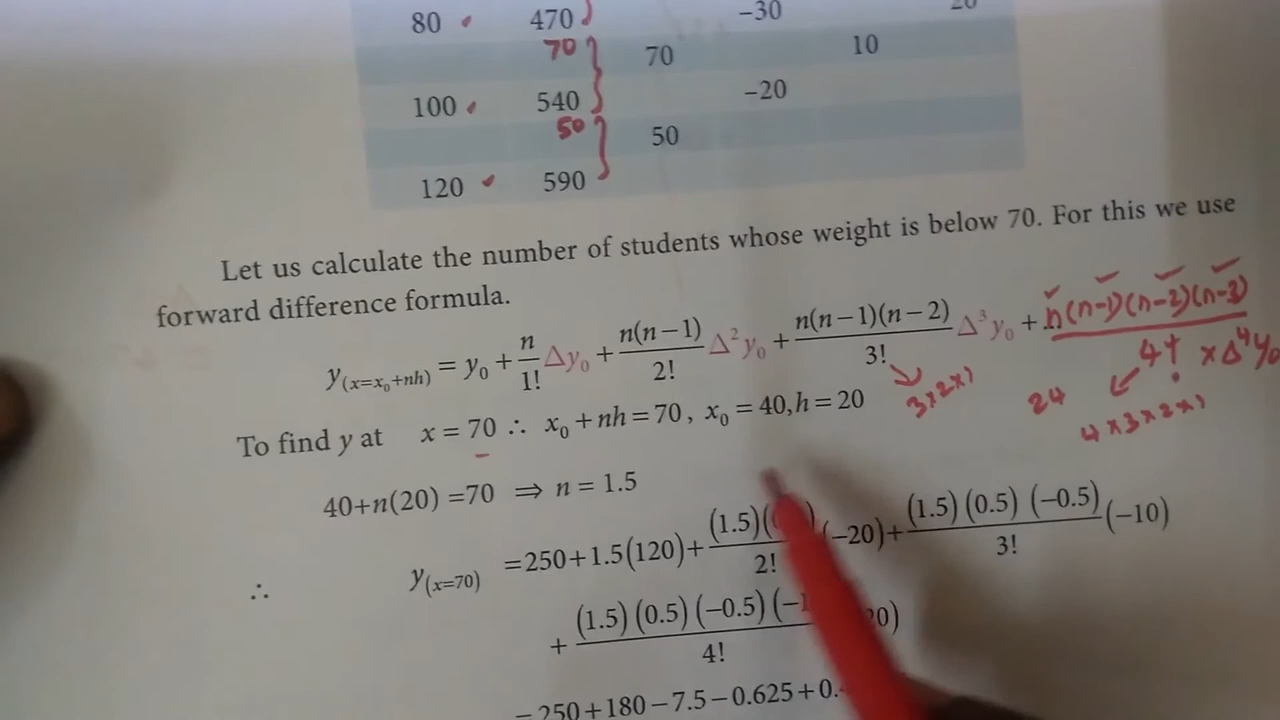 80 470 −30
70 70 10
100 540 −20
50 50
120 590
Let us calculate the number of students whose weight is below 70. For this we use
forward difference formula.
y(x=x₀+nh) = y₀ + n/1! Δy₀ + n(n−1)/2! Δ²y₀ + n(n−1)(n−2)/3! Δ³y₀ + n(n-1)(n-2)(n-3)/4! × Δ⁴y₀
3×2×1 24 4×3×2×1
To find y at x = 70 ∴ x₀ + nh = 70, x₀ = 40, h = 20
40+n(20) =70 ⇒ n = 1.5
∴ y(x=70) = 250+1.5(120)+ (1.5)( /2! (−20)+ (1.5) (0.5) (−0.5)/3! (−10)
+ (1.5) (0.5) (−0.5) (− /4!
250+180−7.5−0.625+0.